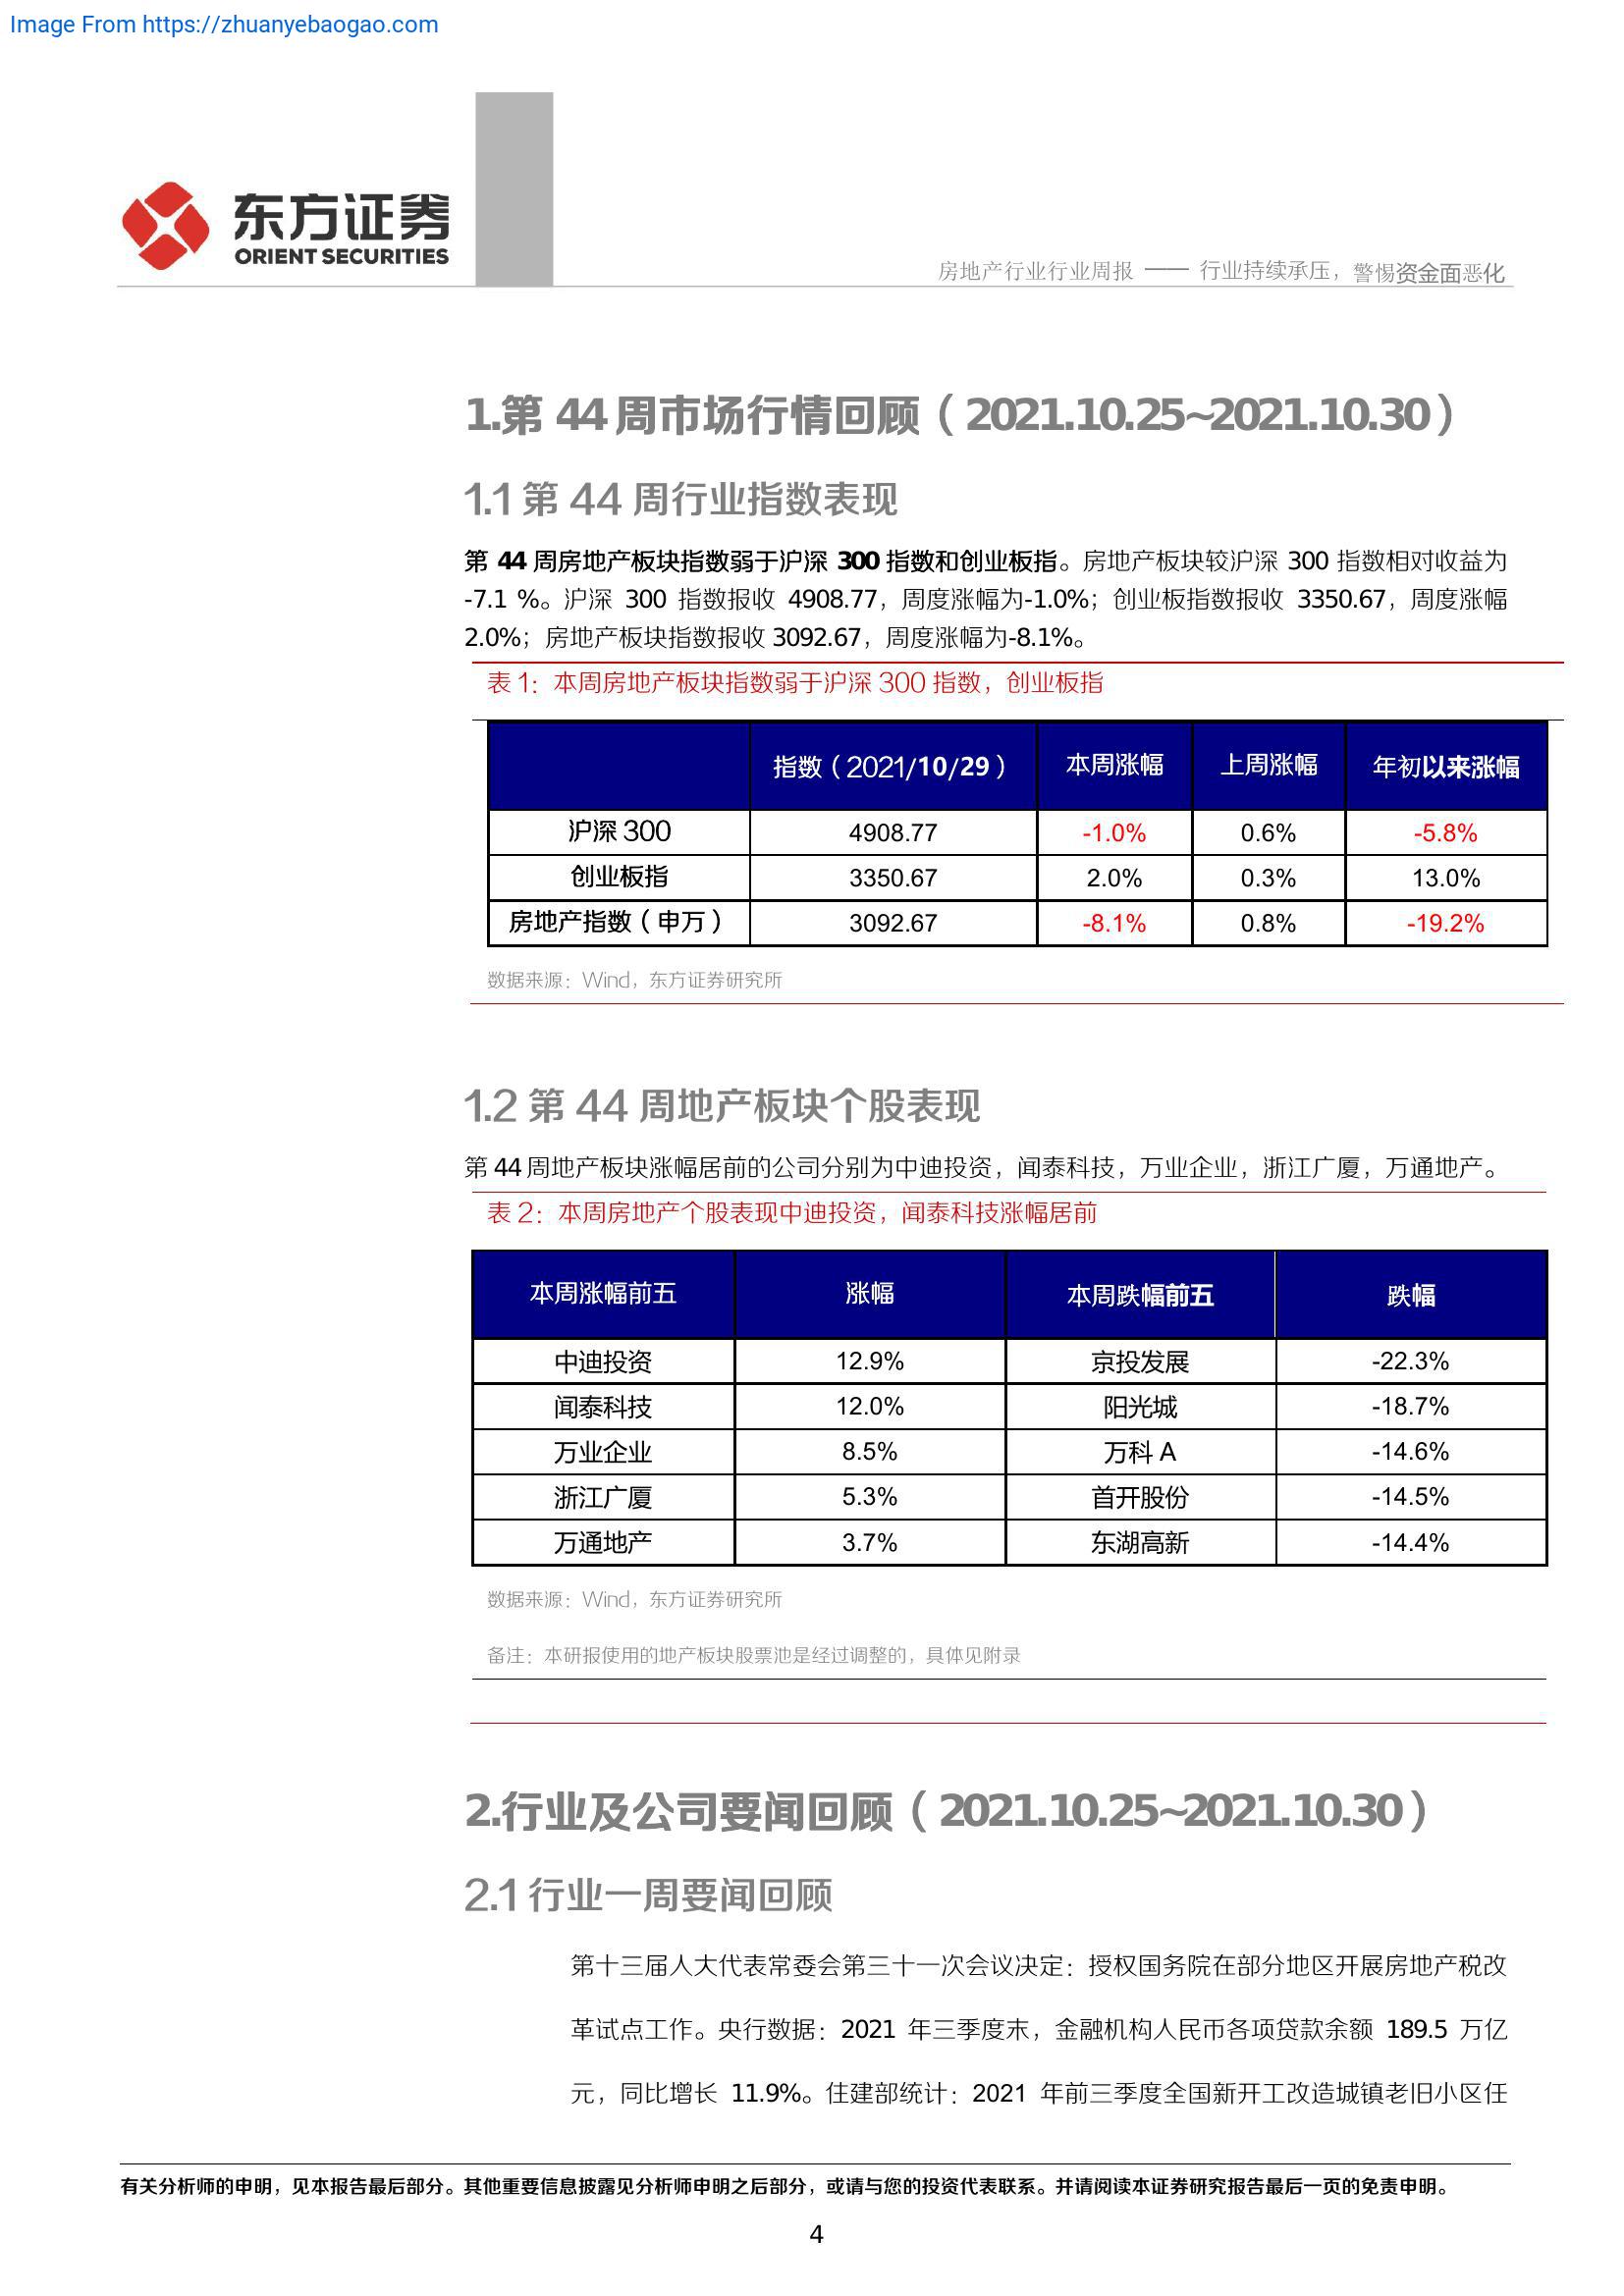 Image From https://zhuanyebaogao.com
东方证券
ORIENT SECURITIES
房地产行业行业周报 —— 行业持续承压，警惕资金面恶化
1.第 44 周市场行情回顾（2021.10.25~2021.10.30）
1.1 第 44 周行业指数表现
第 44 周房地产板块指数弱于沪深 300 指数和创业板指。房地产板块较沪深 300 指数相对收益为
-7.1 %。沪深 300 指数报收 4908.77，周度涨幅为-1.0%；创业板指数报收 3350.67，周度涨幅
2.0%；房地产板块指数报收 3092.67，周度涨幅为-8.1%。
表 1：本周房地产板块指数弱于沪深 300 指数，创业板指
指数（2021/10/29） 本周涨幅 上周涨幅 年初以来涨幅
沪深 300 4908.77 -1.0% 0.6% -5.8%
创业板指 3350.67 2.0% 0.3% 13.0%
房地产指数（申万） 3092.67 -8.1% 0.8% -19.2%
数据来源：Wind，东方证券研究所
1.2 第 44 周地产板块个股表现
第 44 周地产板块涨幅居前的公司分别为中迪投资，闻泰科技，万业企业，浙江广厦，万通地产。
表 2：本周房地产个股表现中迪投资，闻泰科技涨幅居前
本周涨幅前五 涨幅 本周跌幅前五 跌幅
中迪投资 12.9% 京投发展 -22.3%
闻泰科技 12.0% 阳光城 -18.7%
万业企业 8.5% 万科 A -14.6%
浙江广厦 5.3% 首开股份 -14.5%
万通地产 3.7% 东湖高新 -14.4%
数据来源：Wind，东方证券研究所
备注：本研报使用的地产板块股票池是经过调整的，具体见附录
2.行业及公司要闻回顾（2021.10.25~2021.10.30）
2.1 行业一周要闻回顾
第十三届人大代表常委会第三十一次会议决定：授权国务院在部分地区开展房地产税改
革试点工作。央行数据：2021 年三季度末，金融机构人民币各项贷款余额 189.5 万亿
元，同比增长 11.9%。住建部统计：2021 年前三季度全国新开工改造城镇老旧小区任
有关分析师的申明，见本报告最后部分。其他重要信息披露见分析师申明之后部分，或请与您的投资代表联系。并请阅读本证券研究报告最后一页的免责申明。
4